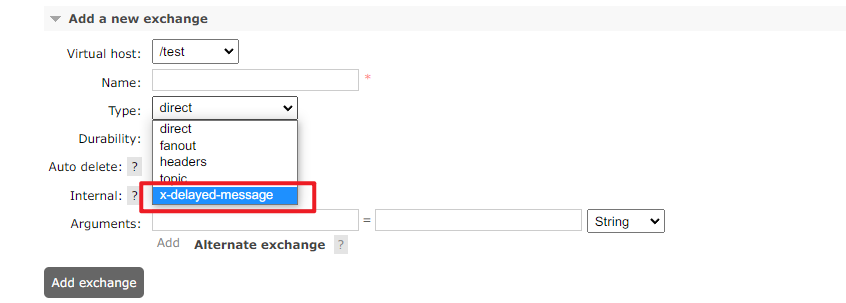 Add a new exchange
Virtual host: /test
Name: *
Type: direct
direct
Durability:
fanout
headers
Auto delete: ?
topic
Internal: ?
x-delayed-message
Arguments: = String
Add Alternate exchange ?
Add exchange